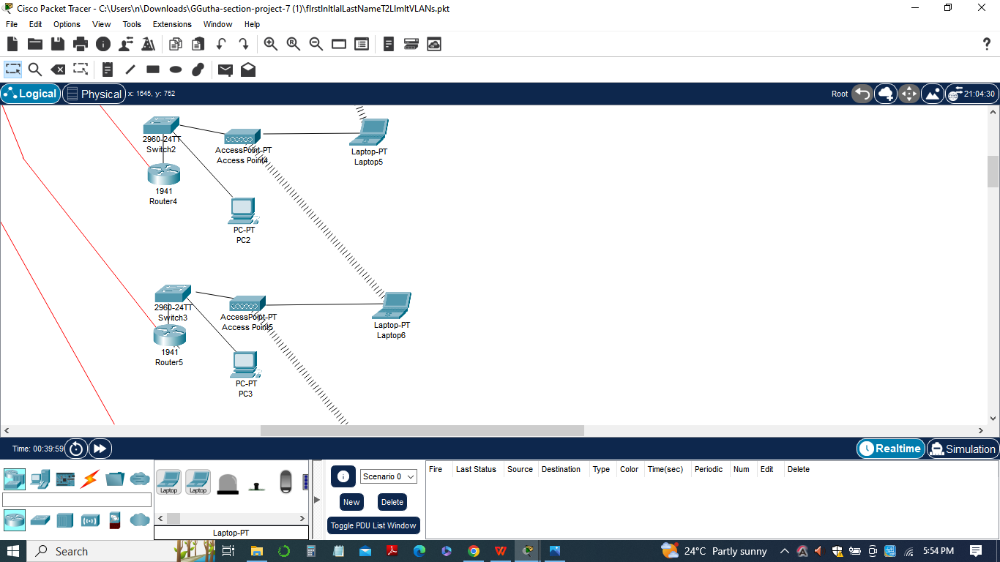 Cisco Packet Tracer - C:\Users\n\Downloads\GGutha-section-project-7 (1)\fIrstInItIalLastNameT2LImItVLANs.pkt
File Edit Options View Tools Extensions Window Help
?
Logical Physical x: 1645, y: 752 Root 21:04:30
2960-24TT
Switch2
AccessPoint-PT
Access Point4
Laptop-PT
Laptop5
1941
Router4
PC-PT
PC2
2960-24TT
Switch3
AccessPoint-PT
Access Point5
Laptop-PT
Laptop6
1941
Router5
PC-PT
PC3
Time: 00:39:59 Realtime Simulation
Laptop Laptop
Laptop-PT
Scenario 0
New Delete
Toggle PDU List Window
Fire Last Status Source Destination Type Color Time(sec) Periodic Num Edit Delete
Search 24°C Partly sunny 5:54 PM